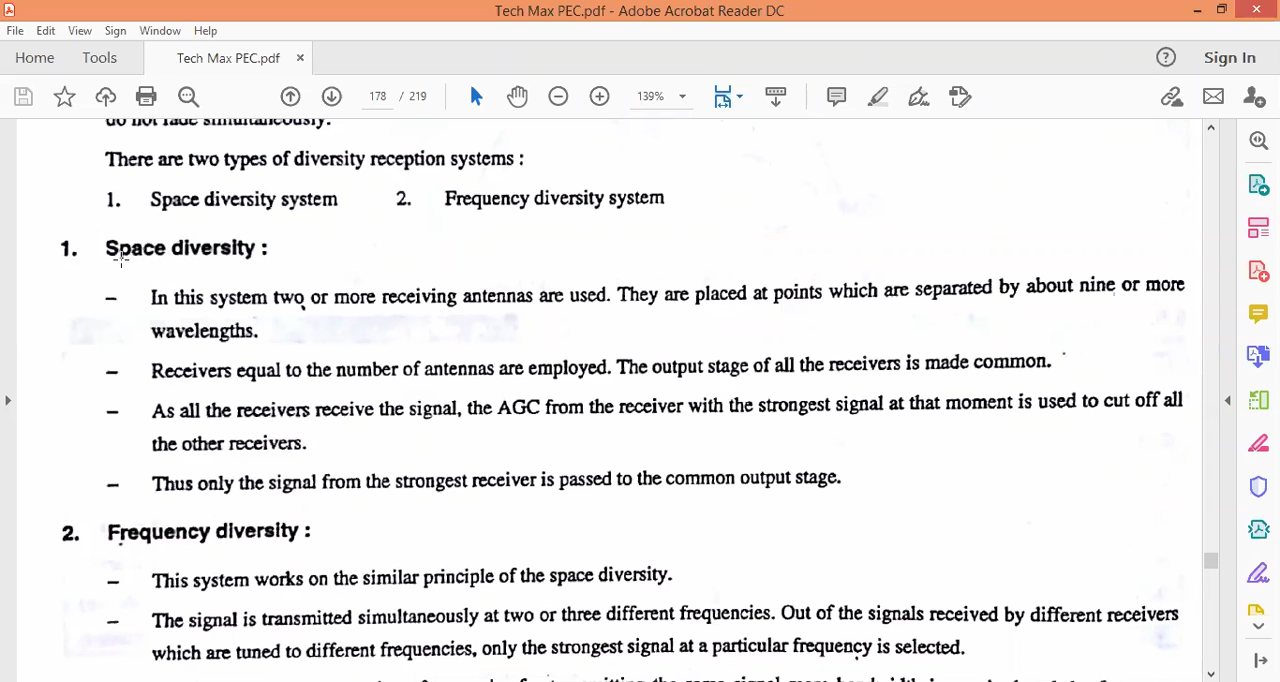 Tech Max PEC.pdf - Adobe Acrobat Reader DC
File Edit View Sign Window Help
Home Tools Tech Max PEC.pdf × ? Sign In
178 / 219 139%
do not fade simultaneously.
There are two types of diversity reception systems :
1. Space diversity system 2. Frequency diversity system
1. Space diversity :
– In this system two or more receiving antennas are used. They are placed at points which are separated by about nine or more
wavelengths.
– Receivers equal to the number of antennas are employed. The output stage of all the receivers is made common.
– As all the receivers receive the signal, the AGC from the receiver with the strongest signal at that moment is used to cut off all
the other receivers.
– Thus only the signal from the strongest receiver is passed to the common output stage.
2. Frequency diversity :
– This system works on the similar principle of the space diversity.
– The signal is transmitted simultaneously at two or three different frequencies. Out of the signals received by different receivers
which are tuned to different frequencies, only the strongest signal at a particular frequency is selected.